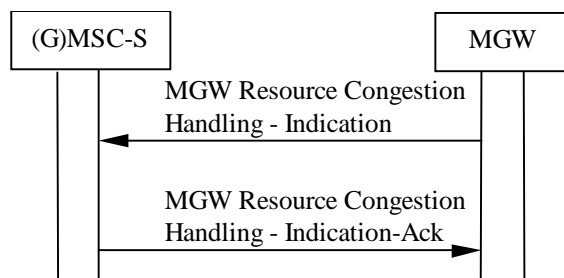 (G)MSC-S
MGW
MGW Resource Congestion
Handling - Indication
MGW Resource Congestion
Handling - Indication-Ack